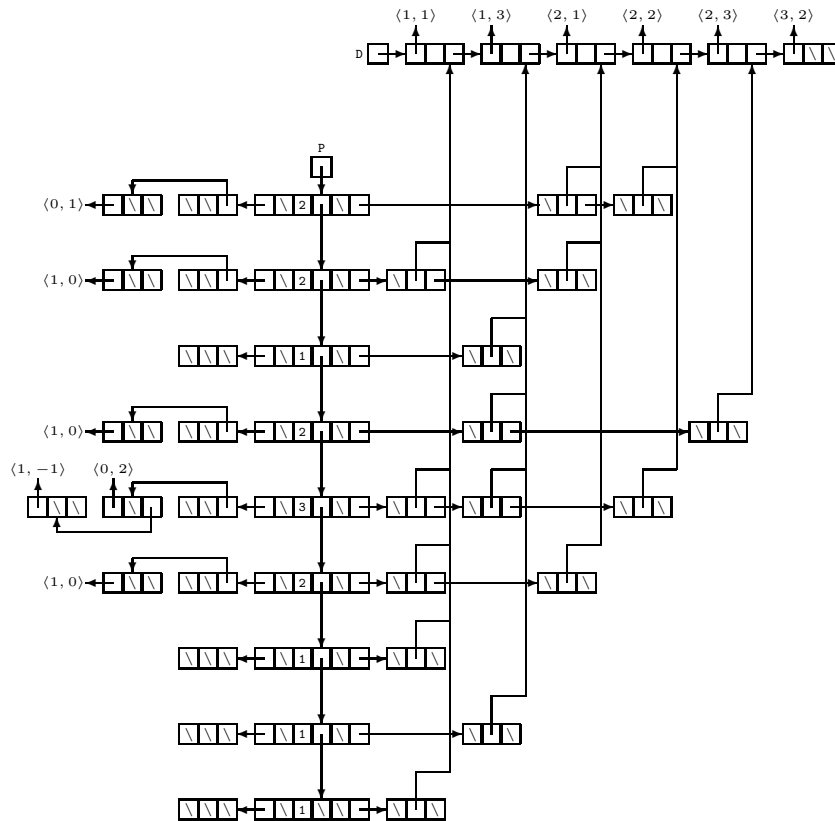 ⟨1, 1⟩ ⟨1, 3⟩ ⟨2, 1⟩ ⟨2, 2⟩ ⟨2, 3⟩ ⟨3, 2⟩
D \ \
P
⟨0, 1⟩ \ \ \ \ \ 2 \ \ \ \ \
⟨1, 0⟩ \ \ \ \ \ 2 \ \ \ \
\ \ \ \ 1 \ \ \
⟨1, 0⟩ \ \ \ \ \ 2 \ \ \ \
⟨1, −1⟩ ⟨0, 2⟩
\ \ \ \ \ \ 3 \ \ \ \ \
⟨1, 0⟩ \ \ \ \ \ 2 \ \ \ \
\ \ \ \ 1 \ \ \
\ \ \ \ 1 \ \ \
\ \ \ \ 1 \ \ \